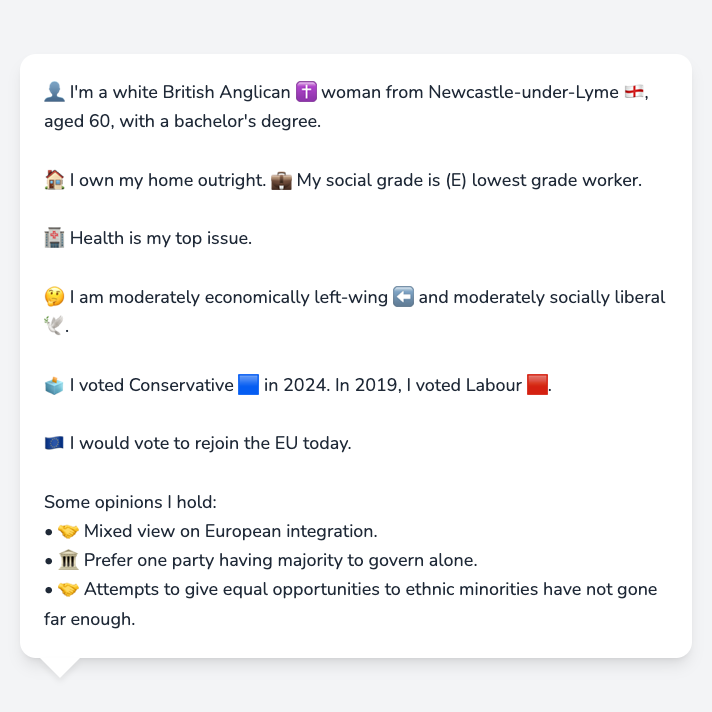 👤 I'm a white British Anglican ✝️ woman from Newcastle-under-Lyme 🏴󠁧󠁢󠁥󠁮󠁧󠁿,
aged 60, with a bachelor's degree.
🏠 I own my home outright. 💼 My social grade is (E) lowest grade worker.
🏥 Health is my top issue.
🤔 I am moderately economically left-wing ⬅️ and moderately socially liberal
🕊️.
🗳️ I voted Conservative 🟦 in 2024. In 2019, I voted Labour 🟥.
🇪🇺 I would vote to rejoin the EU today.
Some opinions I hold:
• 🤝 Mixed view on European integration.
• 🏛️ Prefer one party having majority to govern alone.
• 🤝 Attempts to give equal opportunities to ethnic minorities have not gone
far enough.